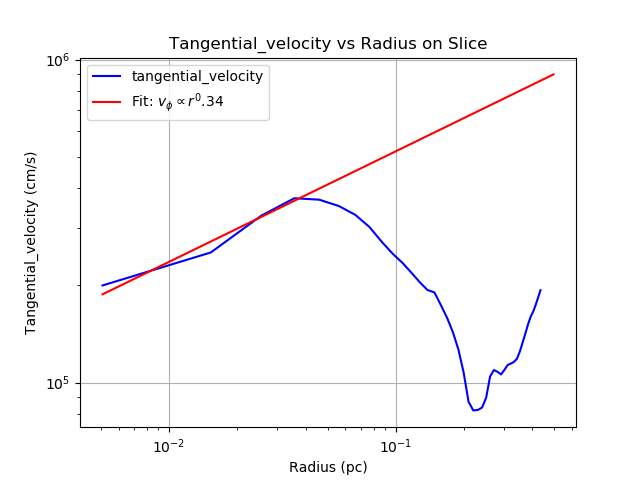 Tangential_velocity vs Radius on Slice
tangential_velocity
Fit: $v_\phi \propto r^0.34$
10^6
10^5
Tangential_velocity (cm/s)
10^{-2}
10^{-1}
Radius (pc)